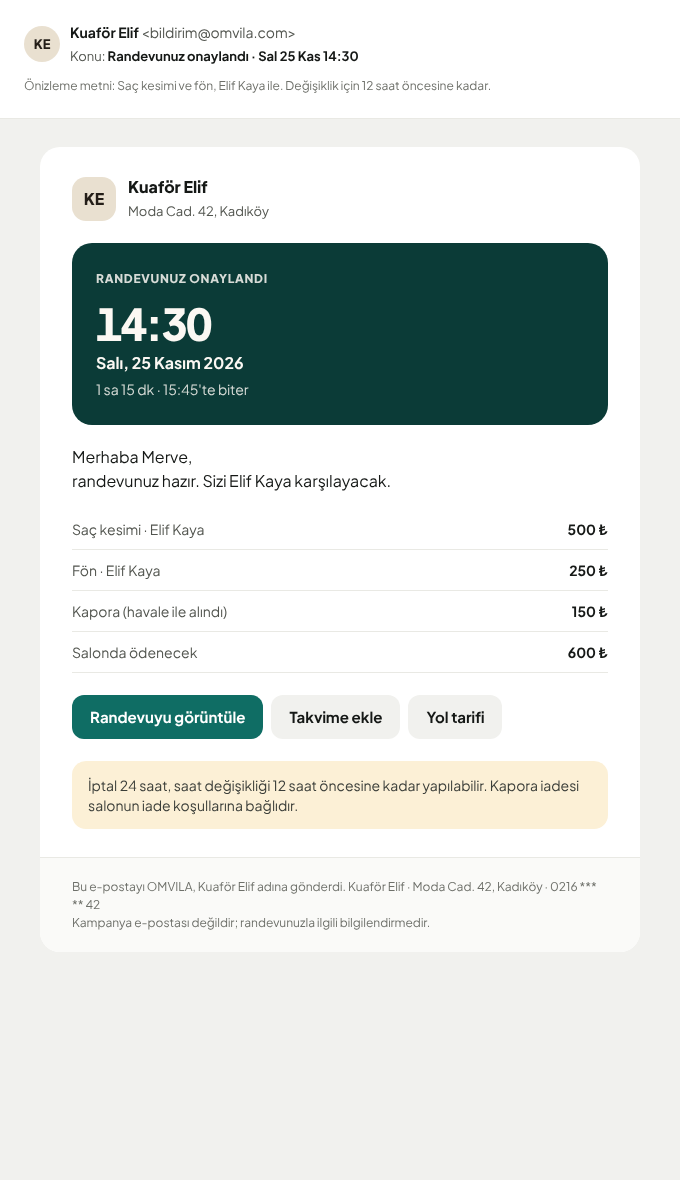 KE
Kuaför Elif <bildirim@omvila.com>
Konu: Randevunuz onaylandı · Sal 25 Kas 14:30
Önizleme metni: Saç kesimi ve fön, Elif Kaya ile. Değişiklik için 12 saat öncesine kadar.
KE
Kuaför Elif
Moda Cad. 42, Kadıköy
RANDEVUNUZ ONAYLANDI
14:30
Salı, 25 Kasım 2026
1 sa 15 dk · 15:45'te biter
Merhaba Merve,
randevunuz hazır. Sizi Elif Kaya karşılayacak.
Saç kesimi · Elif Kaya 500 ₺
Fön · Elif Kaya 250 ₺
Kapora (havale ile alındı) 150 ₺
Salonda ödenecek 600 ₺
Randevuyu görüntüle Takvime ekle Yol tarifi
İptal 24 saat, saat değişikliği 12 saat öncesine kadar yapılabilir. Kapora iadesi
salonun iade koşullarına bağlıdır.
Bu e-postayı OMVILA, Kuaför Elif adına gönderdi. Kuaför Elif · Moda Cad. 42, Kadıköy · 0216 ***
** 42
Kampanya e-postası değildir; randevunuzla ilgili bilgilendirmedir.